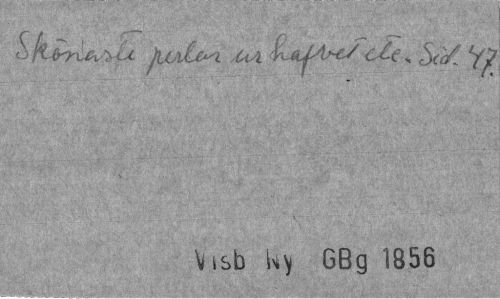 Skönaste perlor ur hafvet etc. Sid. 47.
Visb Ny GBg 1856